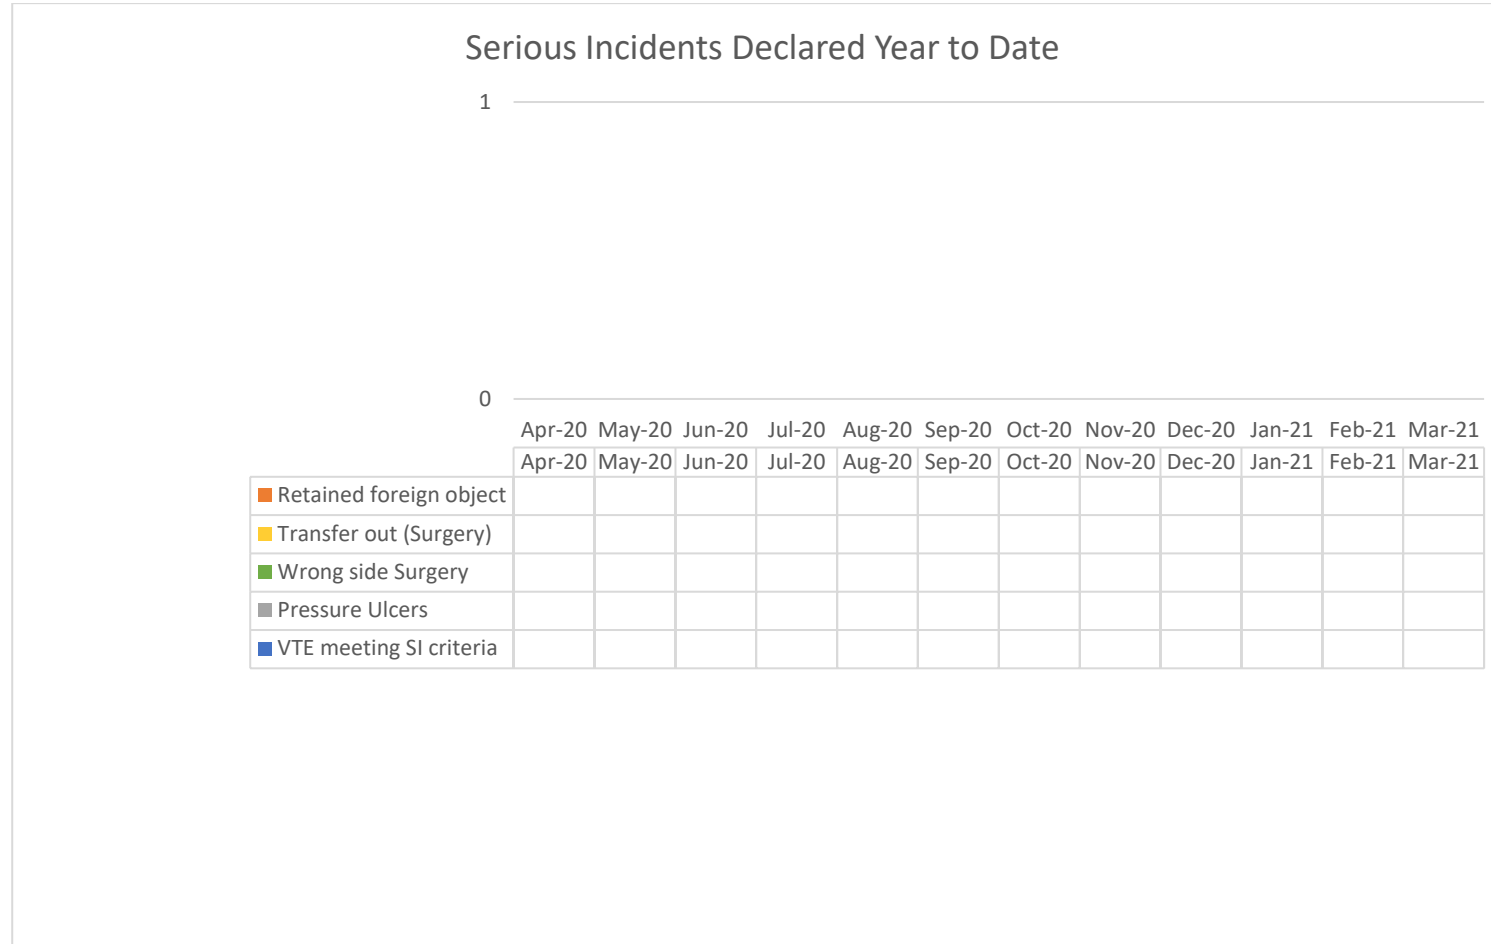 Serious Incidents Declared Year to Date
1
0
Apr-20 May-20 Jun-20 Jul-20 Aug-20 Sep-20 Oct-20 Nov-20 Dec-20 Jan-21 Feb-21 Mar-21
Apr-20 May-20 Jun-20 Jul-20 Aug-20 Sep-20 Oct-20 Nov-20 Dec-20 Jan-21 Feb-21 Mar-21
Retained foreign object
Transfer out (Surgery)
Wrong side Surgery
Pressure Ulcers
VTE meeting SI criteria